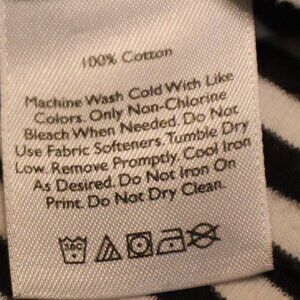 100% Cotton
Machine Wash Cold With Like
Colors. Only Non-Chlorine
Bleach When Needed. Do Not
Use Fabric Softeners. Tumble Dry
Low. Remove Promptly. Cool Iron
As Desired. Do Not Iron On
Print. Do Not Dry Clean.